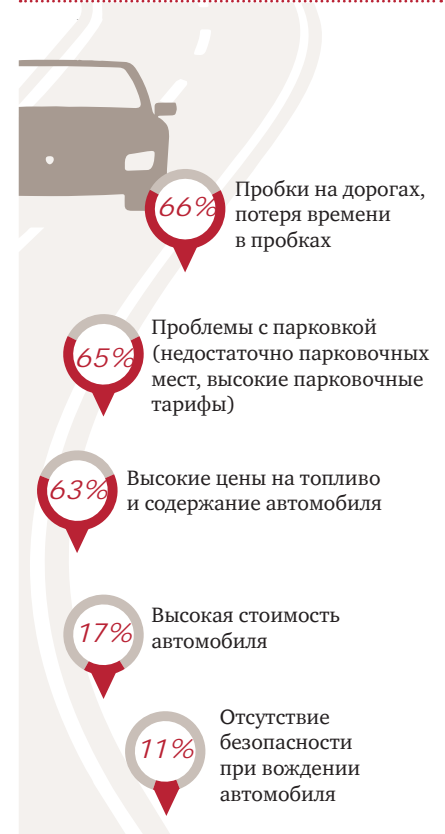 66%
Пробки на дорогах,
потеря времени
в пробках
65%
Проблемы с парковкой
(недостаточно парковочных
мест, высокие парковочные
тарифы)
63%
Высокие цены на топливо
и содержание автомобиля
17%
Высокая стоимость
автомобиля
11%
Отсутствие
безопасности
при вождении
автомобиля